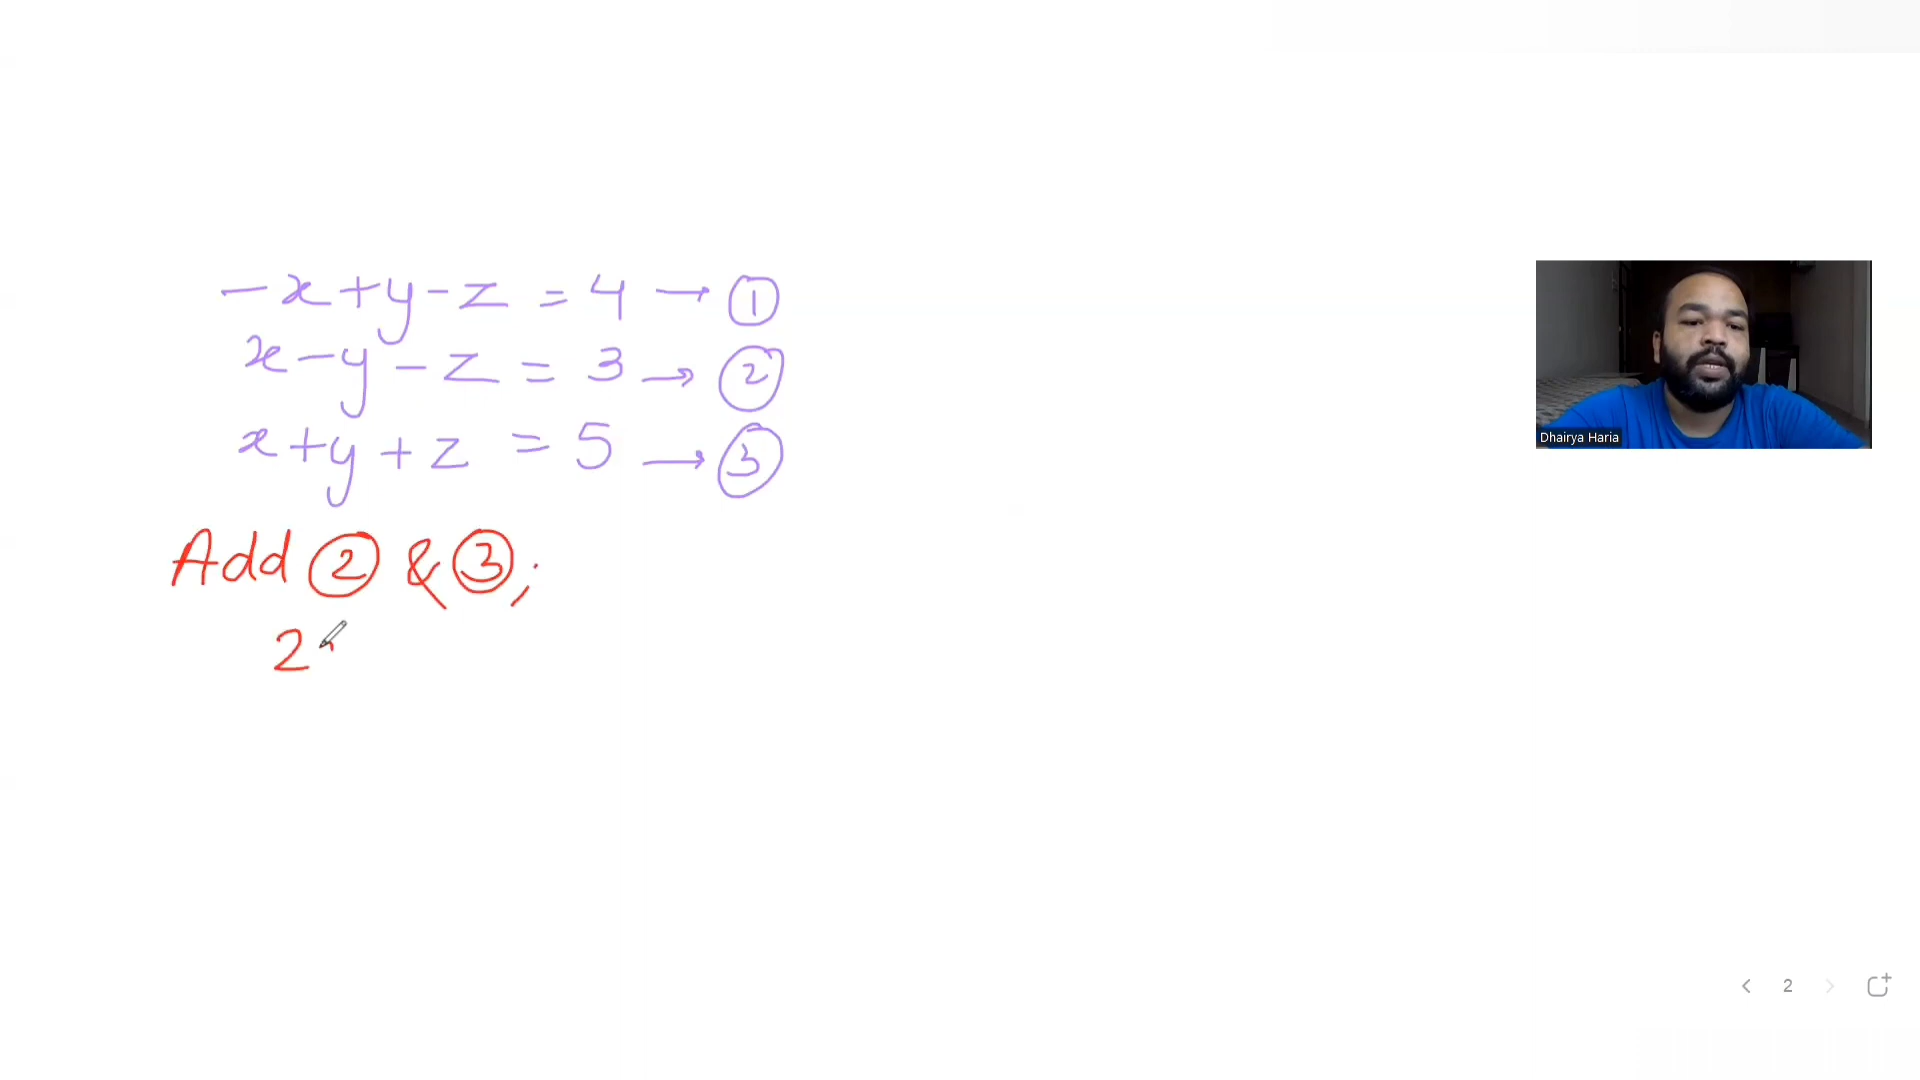 -x+y-z = 4 → ①
x-y-z = 3 → ②
x+y+z = 5 → ③
Add ② & ③;
2
Dhairya Haria
2